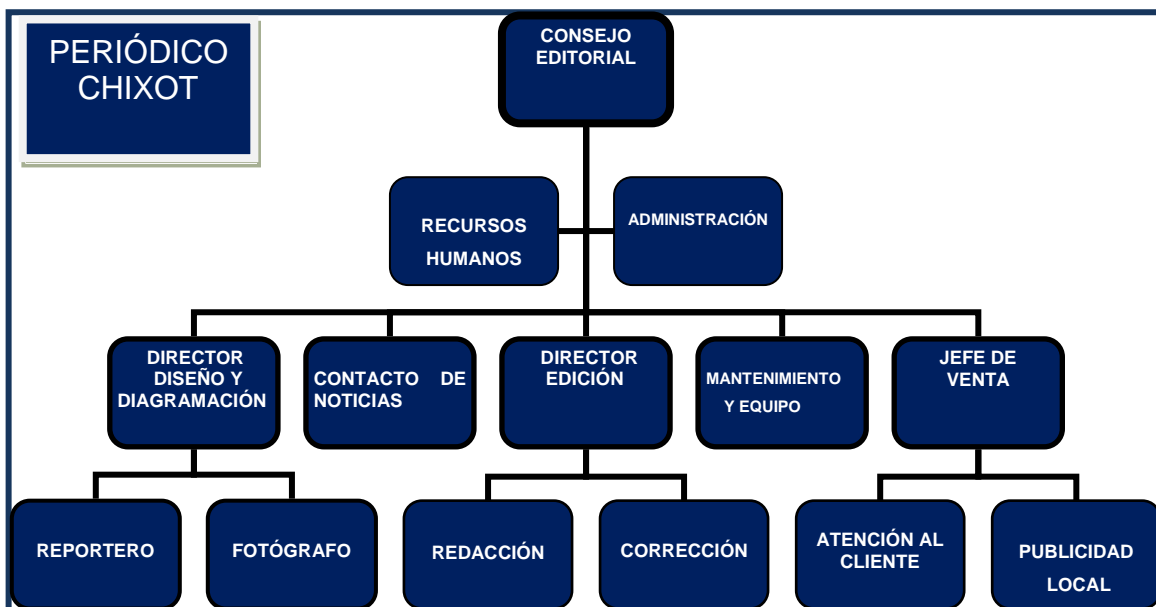 PERIÓDICO
CHIXOT
CONSEJO
EDITORIAL
RECURSOS
HUMANOS
ADMINISTRACIÓN
DIRECTOR
DISEÑO Y
DIAGRAMACIÓN
CONTACTO DE
NOTICIAS
DIRECTOR
EDICIÓN
MANTENIMIENTO
Y EQUIPO
JEFE DE
VENTA
REPORTERO
FOTÓGRAFO
REDACCIÓN
CORRECCIÓN
ATENCIÓN AL
CLIENTE
PUBLICIDAD
LOCAL